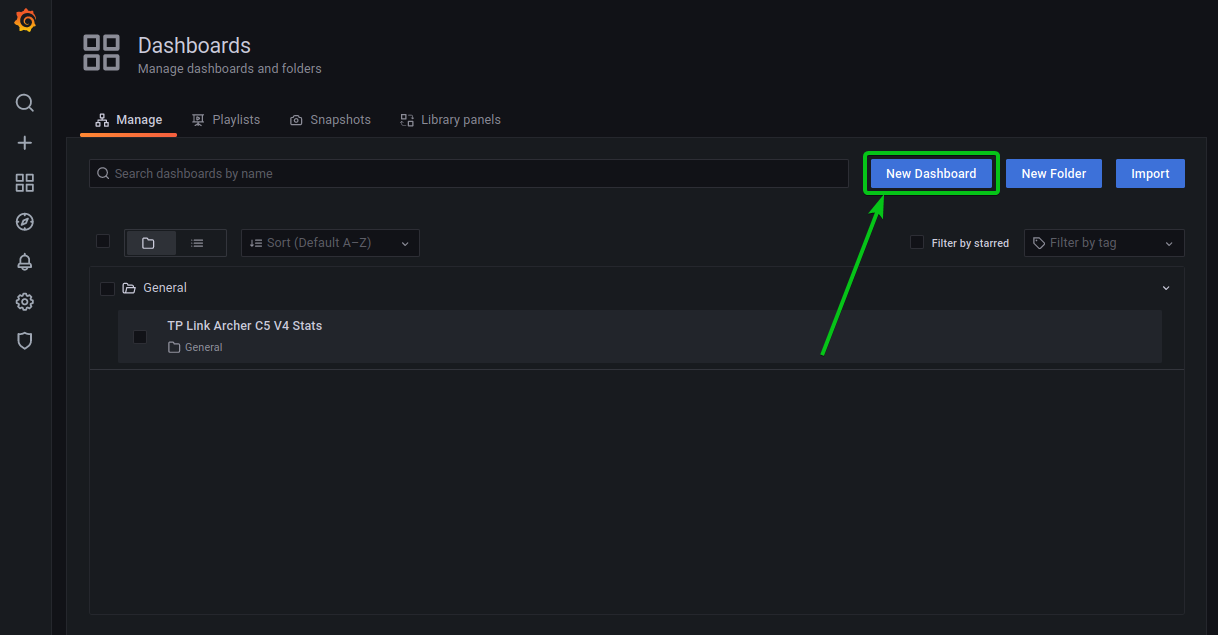 Dashboards
Manage dashboards and folders
Manage Playlists Snapshots Library panels
Search dashboards by name New Dashboard New Folder Import
Sort (Default A–Z) Filter by starred Filter by tag
General
TP Link Archer C5 V4 Stats
General